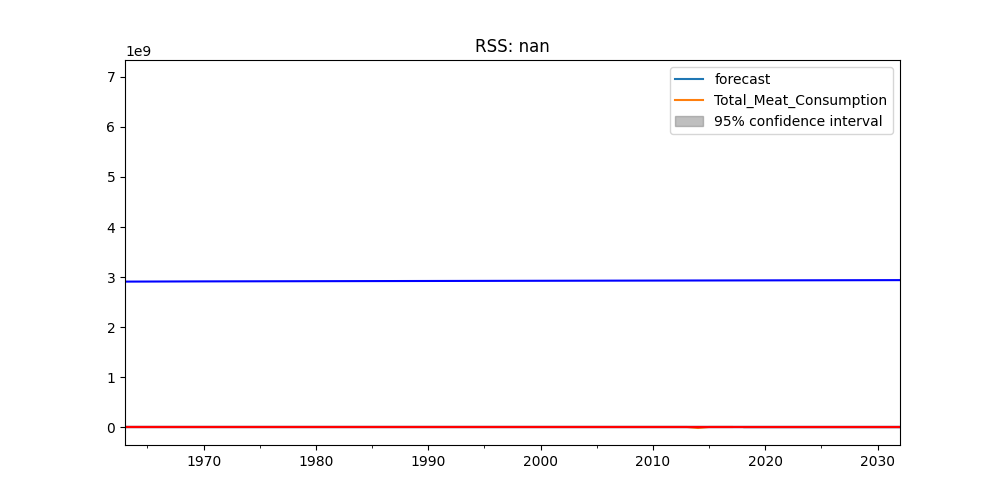 RSS: nan
1e9
7
6
5
4
3
2
1
0
forecast
Total_Meat_Consumption
95% confidence interval
1970 1980 1990 2000 2010 2020 2030